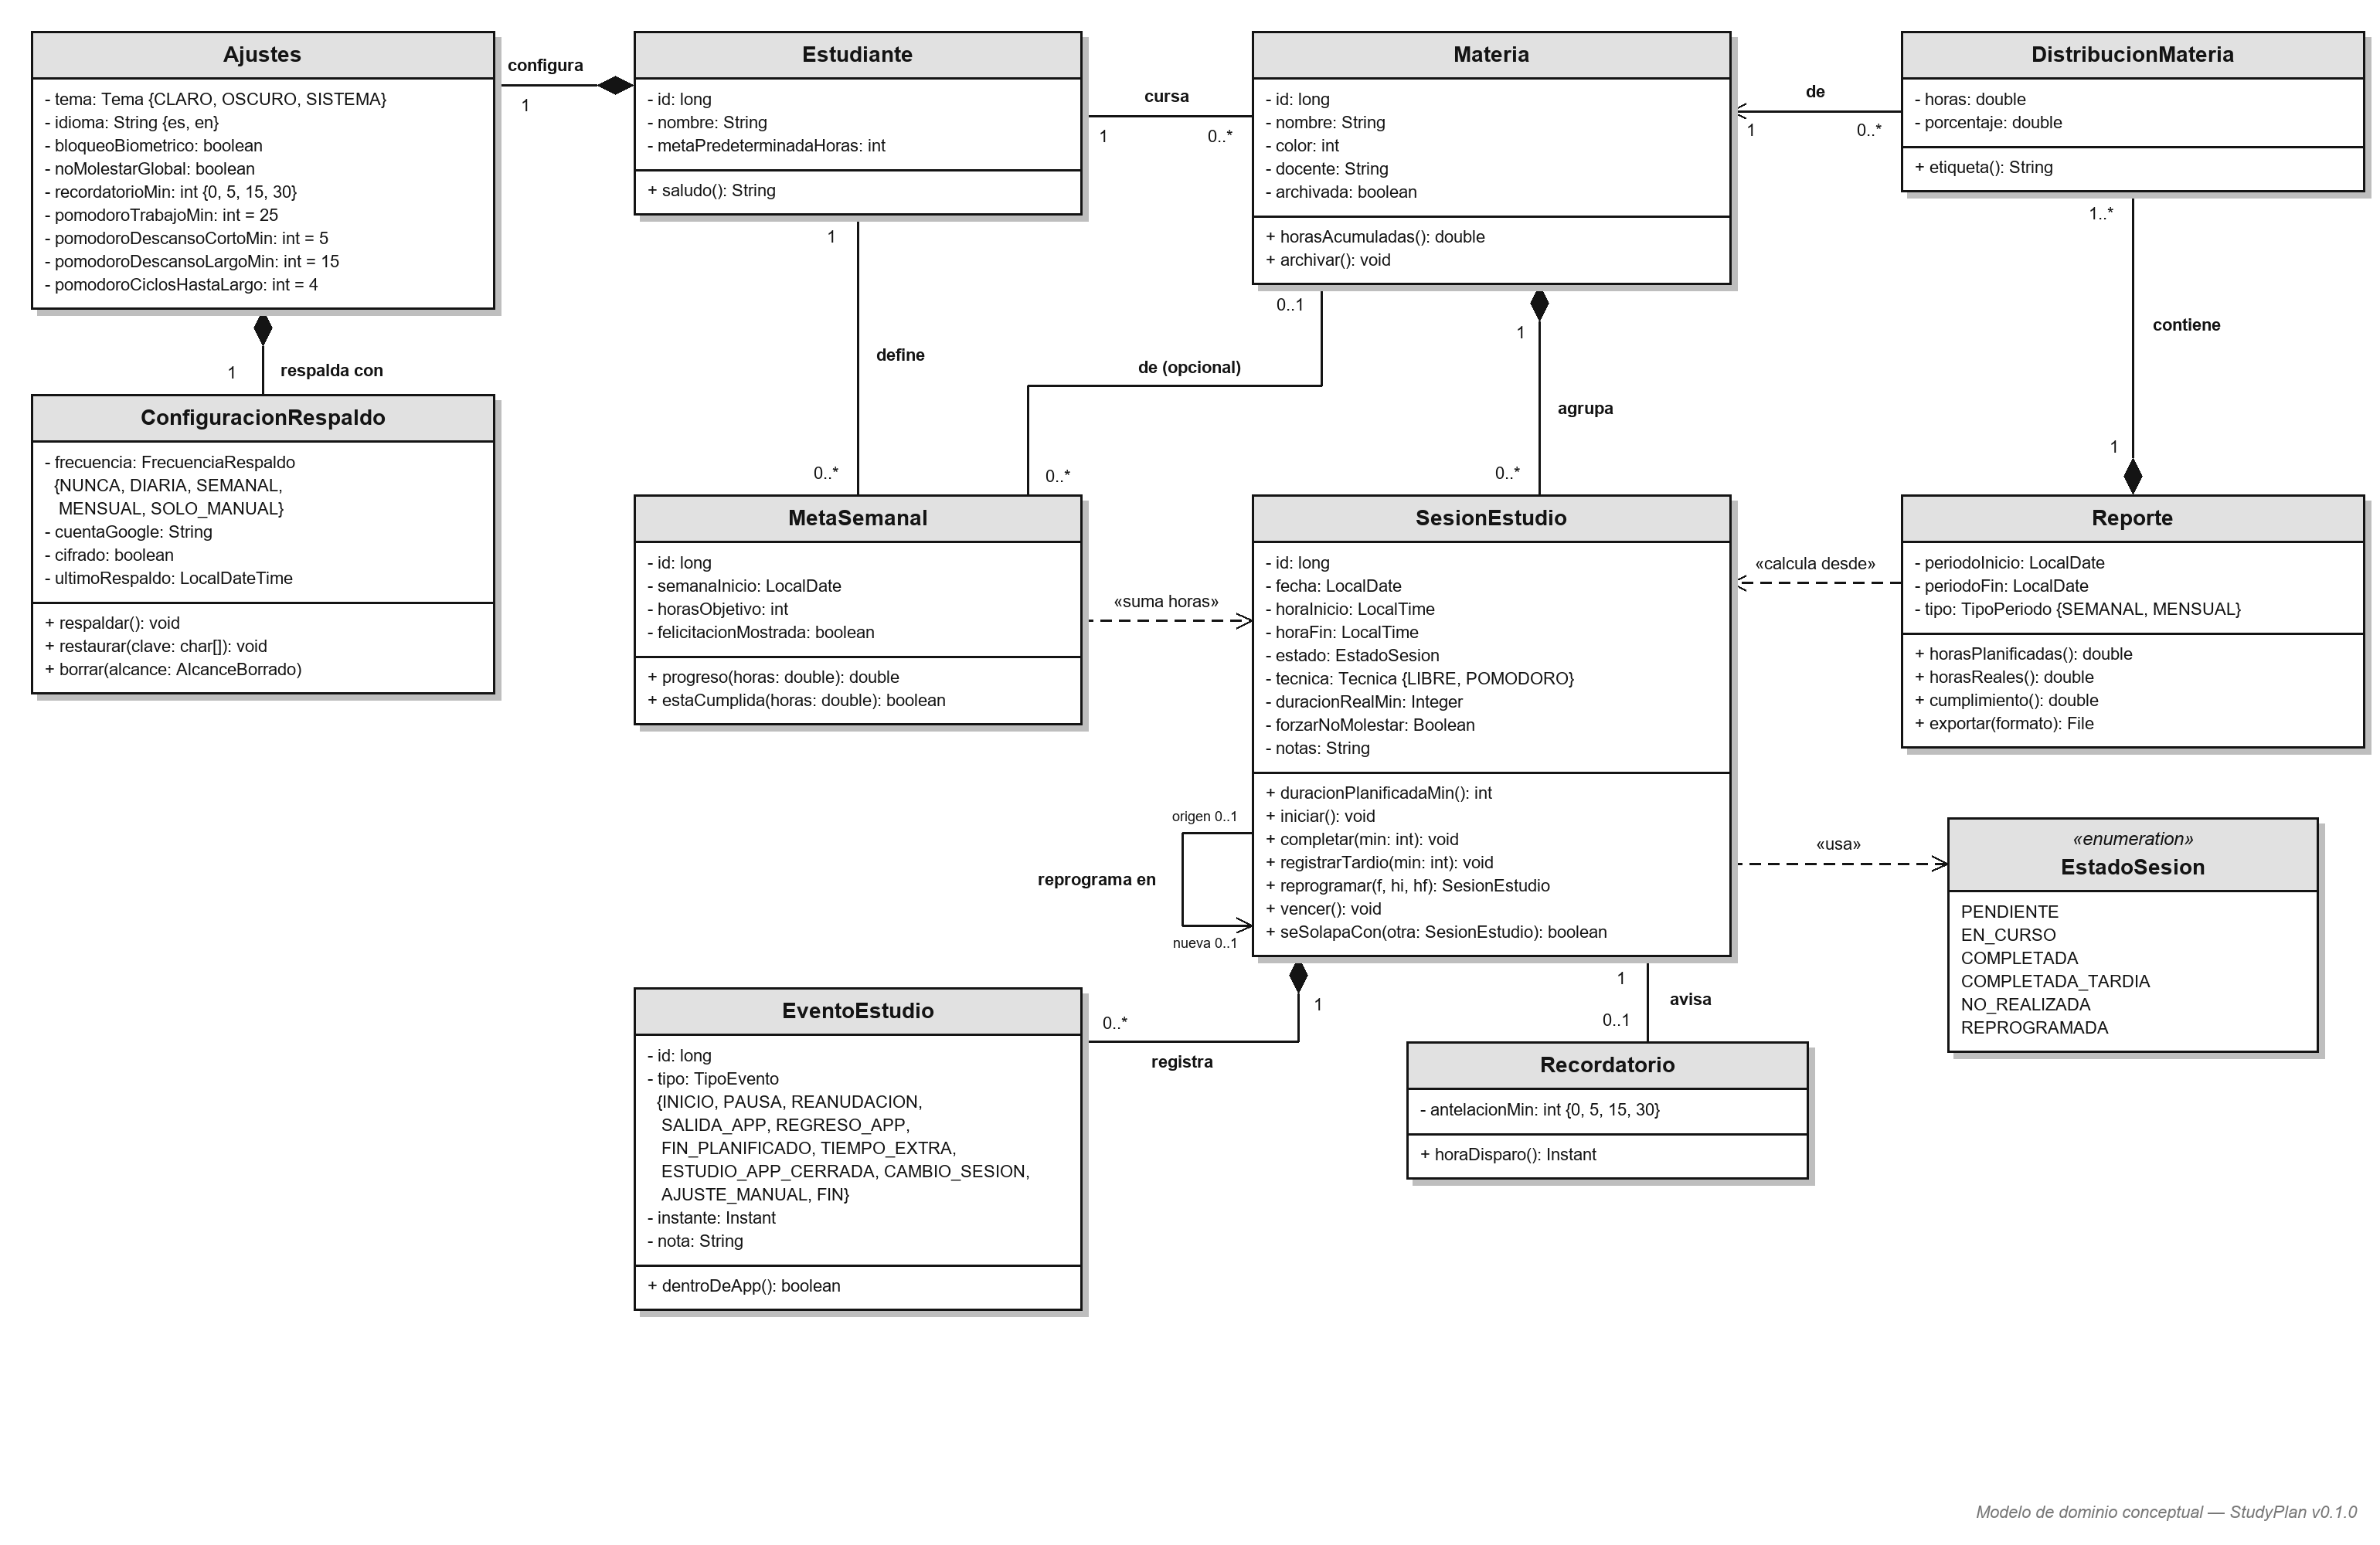 Ajustes
- tema: Tema {CLARO, OSCURO, SISTEMA}
- idioma: String {es, en}
- bloqueoBiometrico: boolean
- noMolestarGlobal: boolean
- recordatorioMin: int {0, 5, 15, 30}
- pomodoroTrabajoMin: int = 25
- pomodoroDescansoCortoMin: int = 5
- pomodoroDescansoLargoMin: int = 15
- pomodoroCiclosHastaLargo: int = 4
configura
1
Estudiante
- id: long
- nombre: String
- metaPredeterminadaHoras: int
+ saludo(): String
cursa
1
0..*
Materia
- id: long
- nombre: String
- color: int
- docente: String
- archivada: boolean
+ horasAcumuladas(): double
+ archivar(): void
de
1
0..*
DistribucionMateria
- horas: double
- porcentaje: double
+ etiqueta(): String
1
respalda con
1
define
0..*
0..1
de (opcional)
0..*
1
agrupa
0..*
1..*
contiene
1
ConfiguracionRespaldo
- frecuencia: FrecuenciaRespaldo
{NUNCA, DIARIA, SEMANAL,
MENSUAL, SOLO_MANUAL}
- cuentaGoogle: String
- cifrado: boolean
- ultimoRespaldo: LocalDateTime
+ respaldar(): void
+ restaurar(clave: char[]): void
+ borrar(alcance: AlcanceBorrado)
MetaSemanal
- id: long
- semanaInicio: LocalDate
- horasObjetivo: int
- felicitacionMostrada: boolean
+ progreso(horas: double): double
+ estaCumplida(horas: double): boolean
«suma horas»
SesionEstudio
- id: long
- fecha: LocalDate
- horaInicio: LocalTime
- horaFin: LocalTime
- estado: EstadoSesion
- tecnica: Tecnica {LIBRE, POMODORO}
- duracionRealMin: Integer
- forzarNoMolestar: Boolean
- notas: String
+ duracionPlanificadaMin(): int
+ iniciar(): void
+ completar(min: int): void
+ registrarTardio(min: int): void
+ reprogramar(f, hi, hf): SesionEstudio
+ vencer(): void
+ seSolapaCon(otra: SesionEstudio): boolean
«calcula desde»
Reporte
- periodoInicio: LocalDate
- periodoFin: LocalDate
- tipo: TipoPeriodo {SEMANAL, MENSUAL}
+ horasPlanificadas(): double
+ horasReales(): double
+ cumplimiento(): double
+ exportar(formato): File
origen 0..1
reprograma en
nueva 0..1
«usa»
«enumeration»
EstadoSesion
PENDIENTE
EN_CURSO
COMPLETADA
COMPLETADA_TARDIA
NO_REALIZADA
REPROGRAMADA
EventoEstudio
- id: long
- tipo: TipoEvento
{INICIO, PAUSA, REANUDACION,
SALIDA_APP, REGRESO_APP,
FIN_PLANIFICADO, TIEMPO_EXTRA,
ESTUDIO_APP_CERRADA, CAMBIO_SESION,
AJUSTE_MANUAL, FIN}
- instante: Instant
- nota: String
+ dentroDeApp(): boolean
0..*
1
registra
1
avisa
0..1
Recordatorio
- antelacionMin: int {0, 5, 15, 30}
+ horaDisparo(): Instant
Modelo de dominio conceptual — StudyPlan v0.1.0